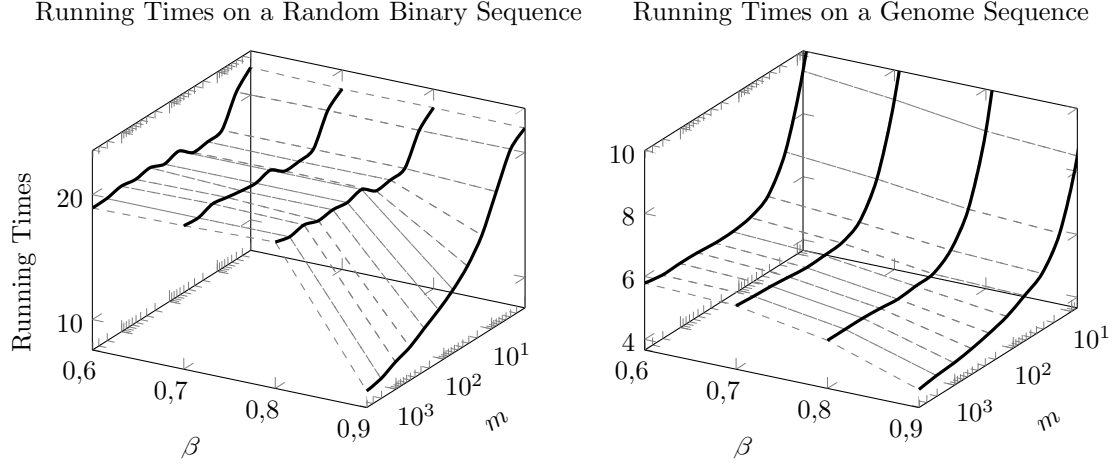 Running Times on a Random Binary Sequence
Running Times
20
10
0,6
0,7
0,8
0,9
β
10³
10²
10¹
m
Running Times on a Genome Sequence
10
8
6
4
0,6
0,7
0,8
0,9
β
10³
10²
10¹
m